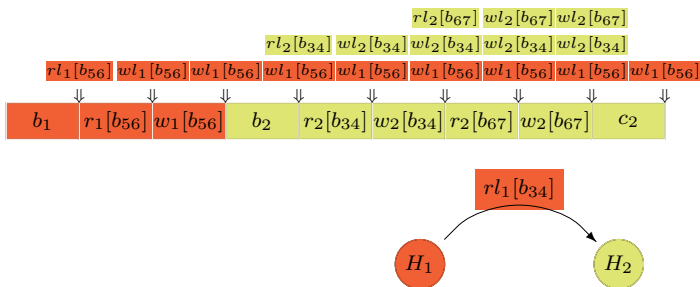 rl₂[b₆₇] wl₂[b₆₇] wl₂[b₆₇]
rl₂[b₃₄] wl₂[b₃₄] wl₂[b₃₄] wl₂[b₃₄] wl₂[b₃₄]
rl₁[b₅₆] wl₁[b₅₆] wl₁[b₅₆] wl₁[b₅₆] wl₁[b₅₆] wl₁[b₅₆] wl₁[b₅₆] wl₁[b₅₆] wl₁[b₅₆]
⇓ ⇓ ⇓ ⇓ ⇓ ⇓ ⇓ ⇓ ⇓
b₁ r₁[b₅₆] w₁[b₅₆] b₂ r₂[b₃₄] w₂[b₃₄] r₂[b₆₇] w₂[b₆₇] c₂
rl₁[b₃₄]
H₁ H₂